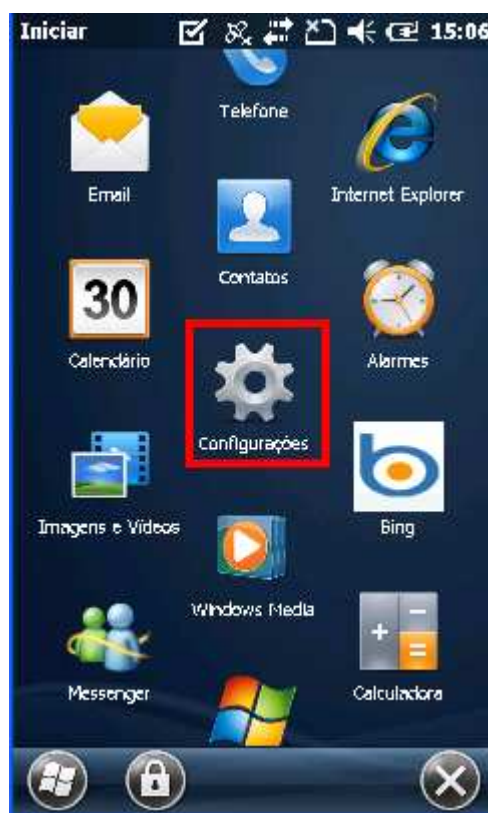 Iniciar 15:06
Telefone
Email
Internet Explorer
Contatos
30
Calendário
Alarmes
Configurações
Imagens e Vídeos
Bing
Windows Media
Messenger
Calculadora